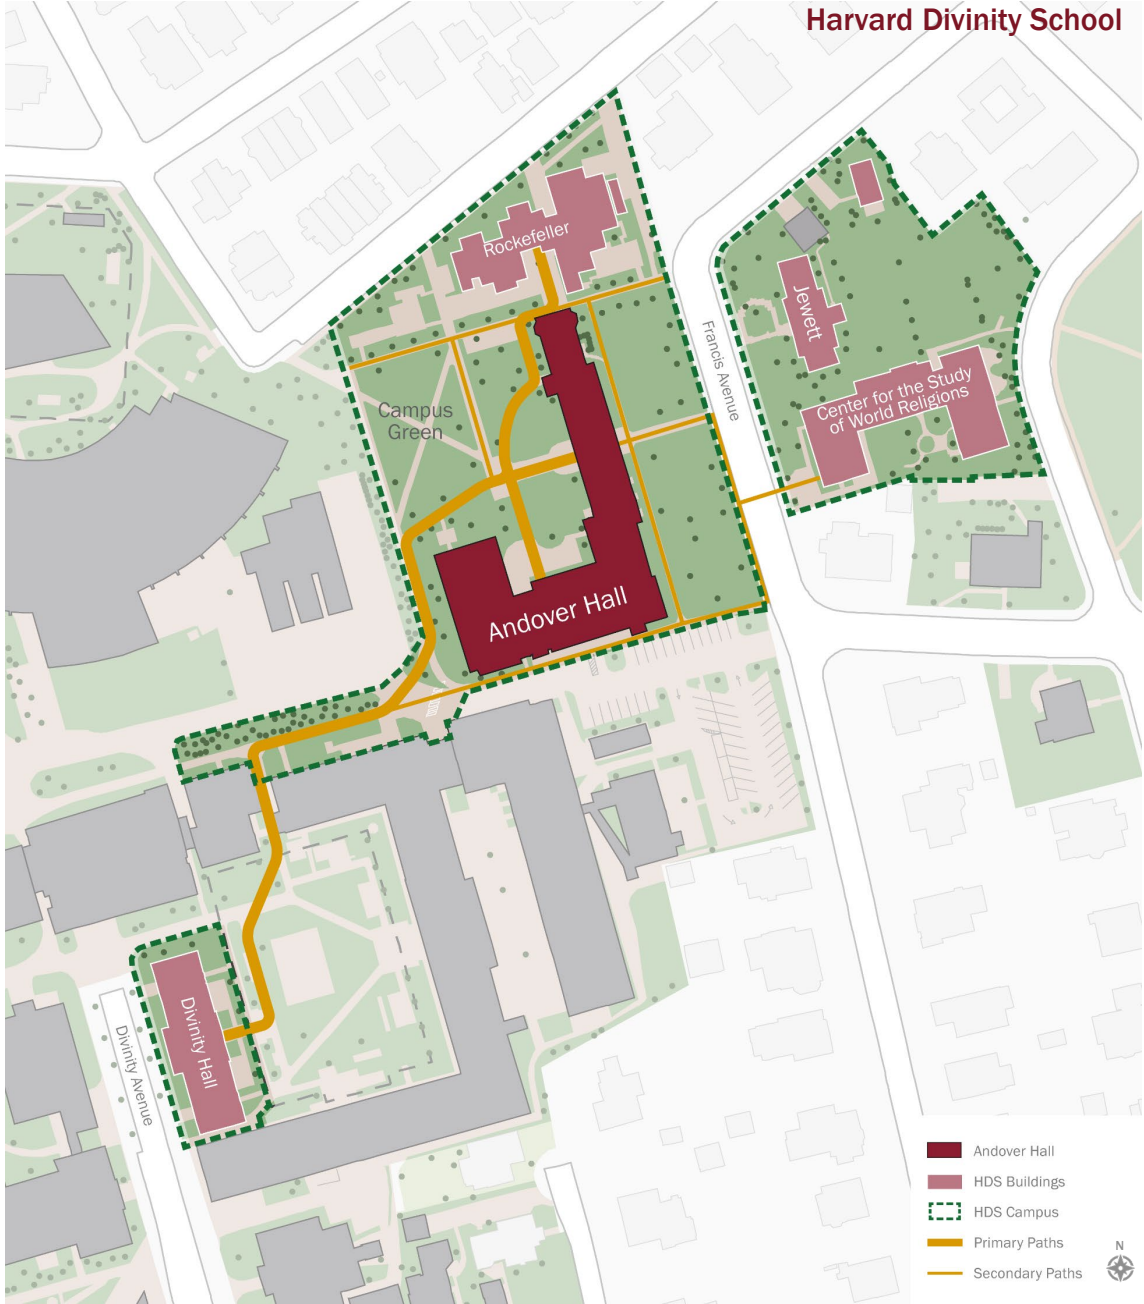 Harvard Divinity School
Rockefeller
Jewett
Francis Avenue
Center for the Study
of World Religions
Campus
Green
Andover Hall
Divinity Hall
Divinity Avenue
Andover Hall
HDS Buildings
HDS Campus
Primary Paths
Secondary Paths
N